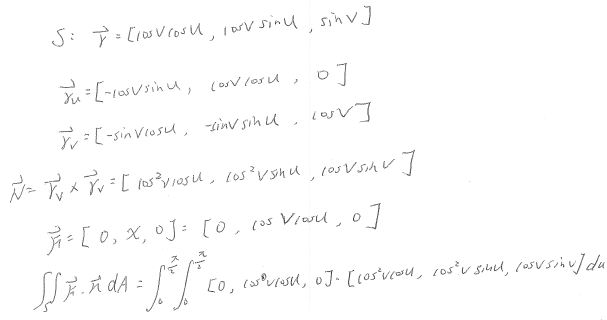 S: r⃗ = [cosv cosu, cosv sinu, sinv]
r⃗u = [-cosv sinu, cosv cosu, 0]
r⃗v = [-sinv cosu, -sinv sinu, cosv]
N⃗ = r⃗v × r⃗v = [cos²v cosu, cos²v sinu, cosv sinv]
F⃗ = [0, x, 0] = [0, cosv cosu, 0]
∬S F⃗ · n⃗ dA = ∫₀^(π/2) ∫₀^(π/2) [0, cosv cosu, 0] · [cos²v cosu, cos²v sinu, cosv sinv] du